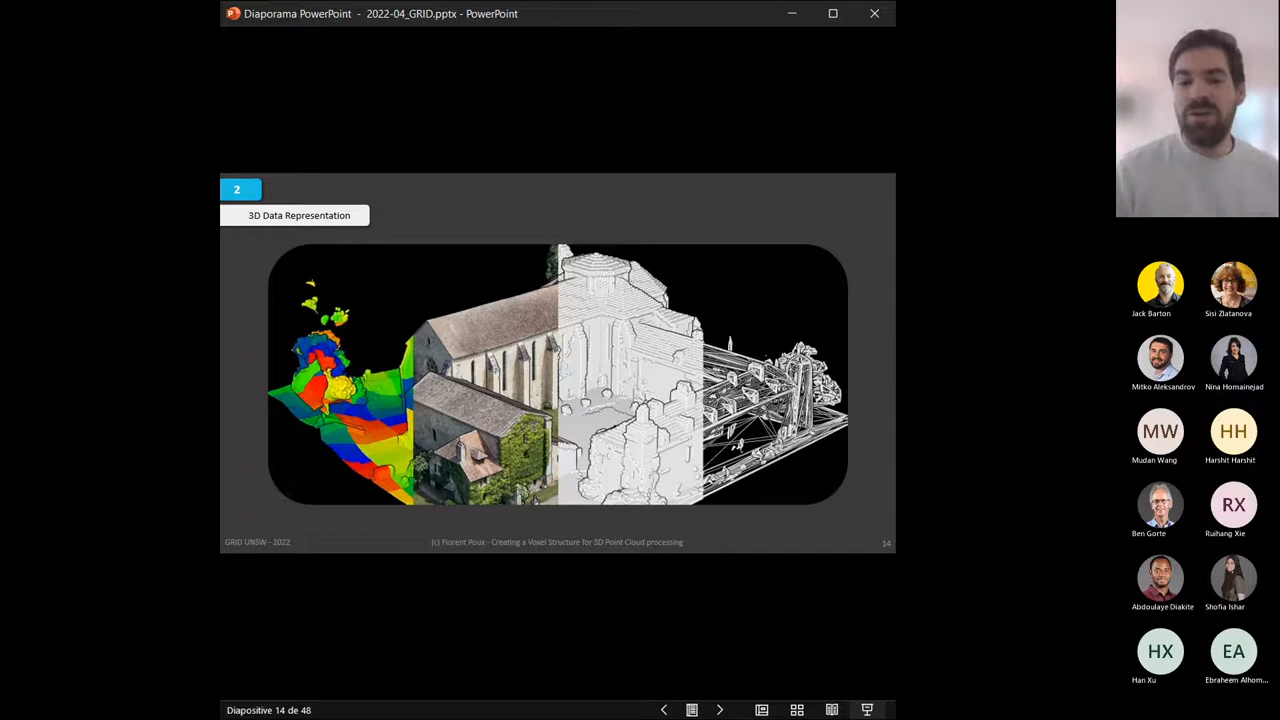 Diaporama PowerPoint - 2022-04_GRID.pptx - PowerPoint
2
3D Data Representation
GRID UNSW - 2022
(c) Florent Poux - Creating a Voxel Structure for 3D Point Cloud processing
14
Diapositive 14 de 48
Jack Barton
Sisi Zlatanova
Mitko Aleksandrov
Nina Homainejad
MW
HH
Mudan Wang
Harshit Harshit
RX
Ben Gorte
Ruihang Xie
Abdoulaye Diakite
Shofia Ishar
HX
EA
Han Xu
Ebraheem Alhom...